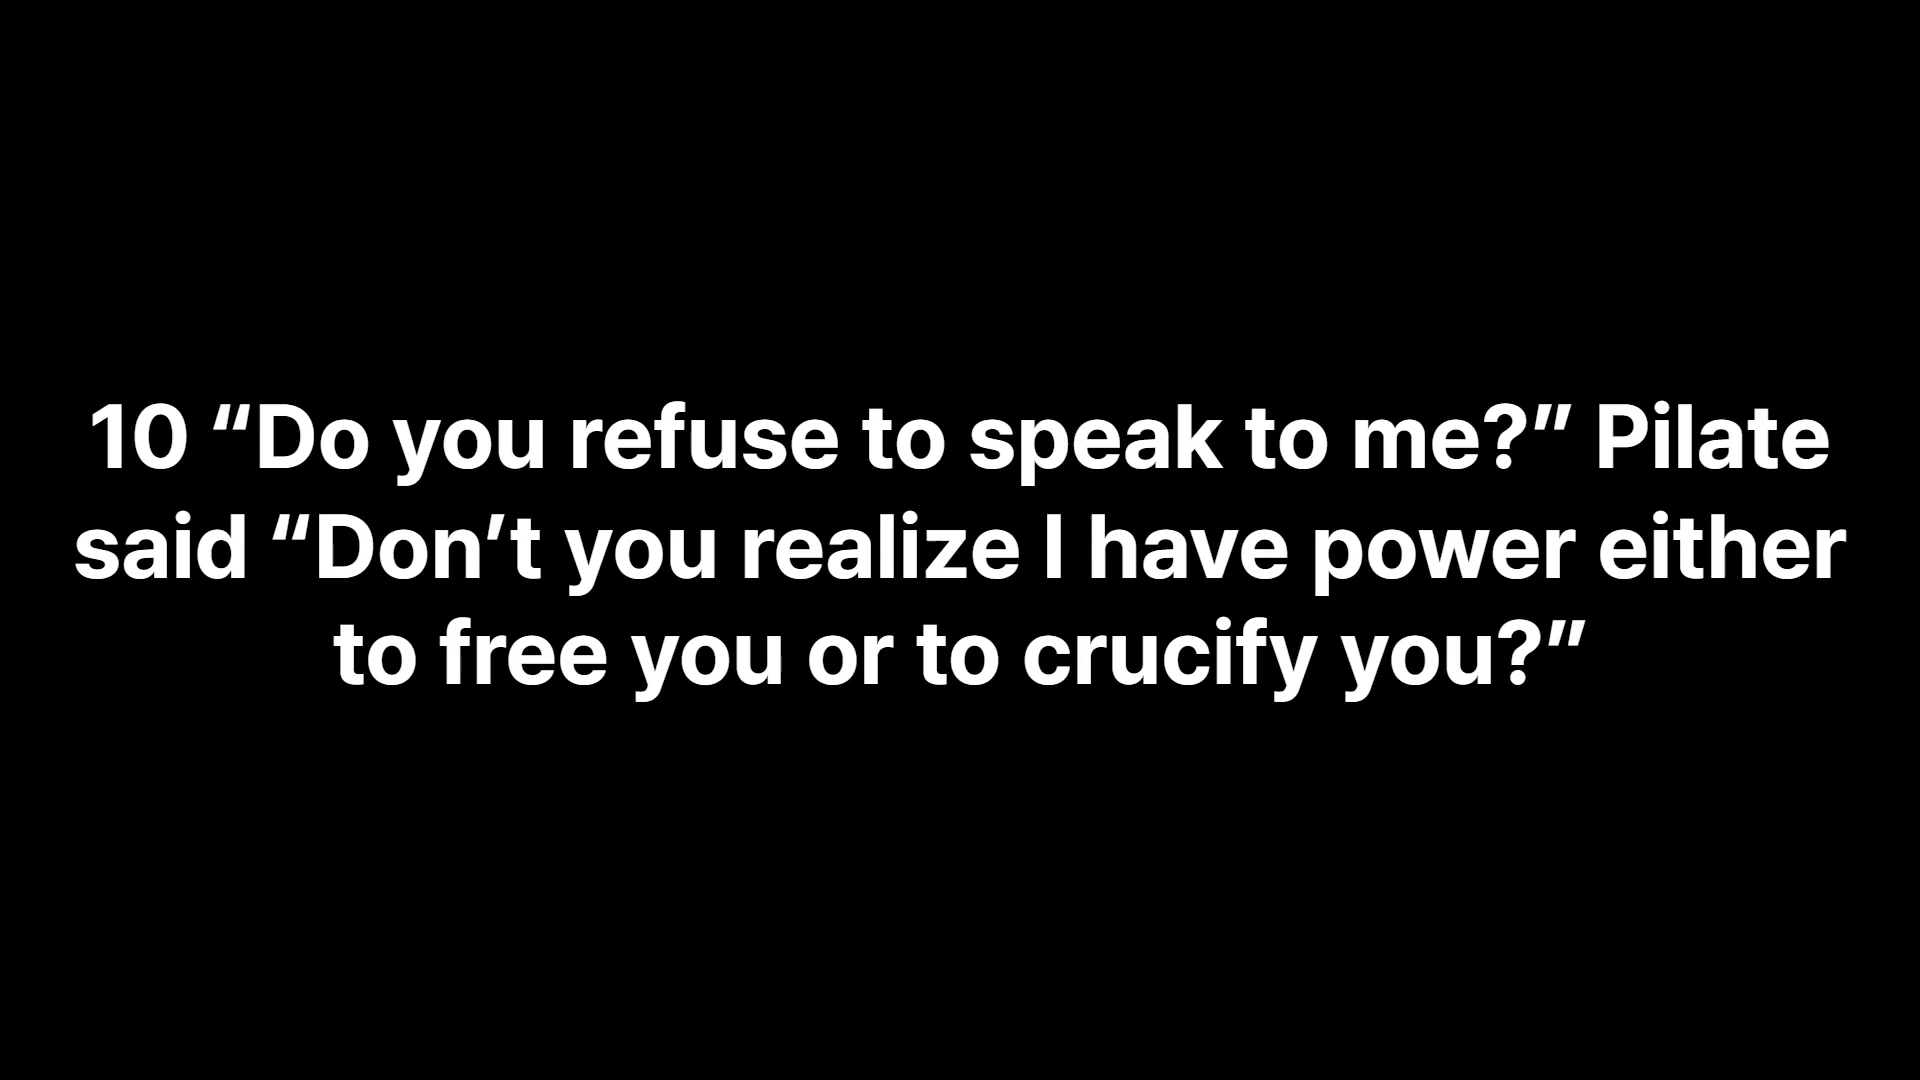 10 “Do you refuse to speak to me?” Pilate
said “Don’t you realize I have power either
to free you or to crucify you?”